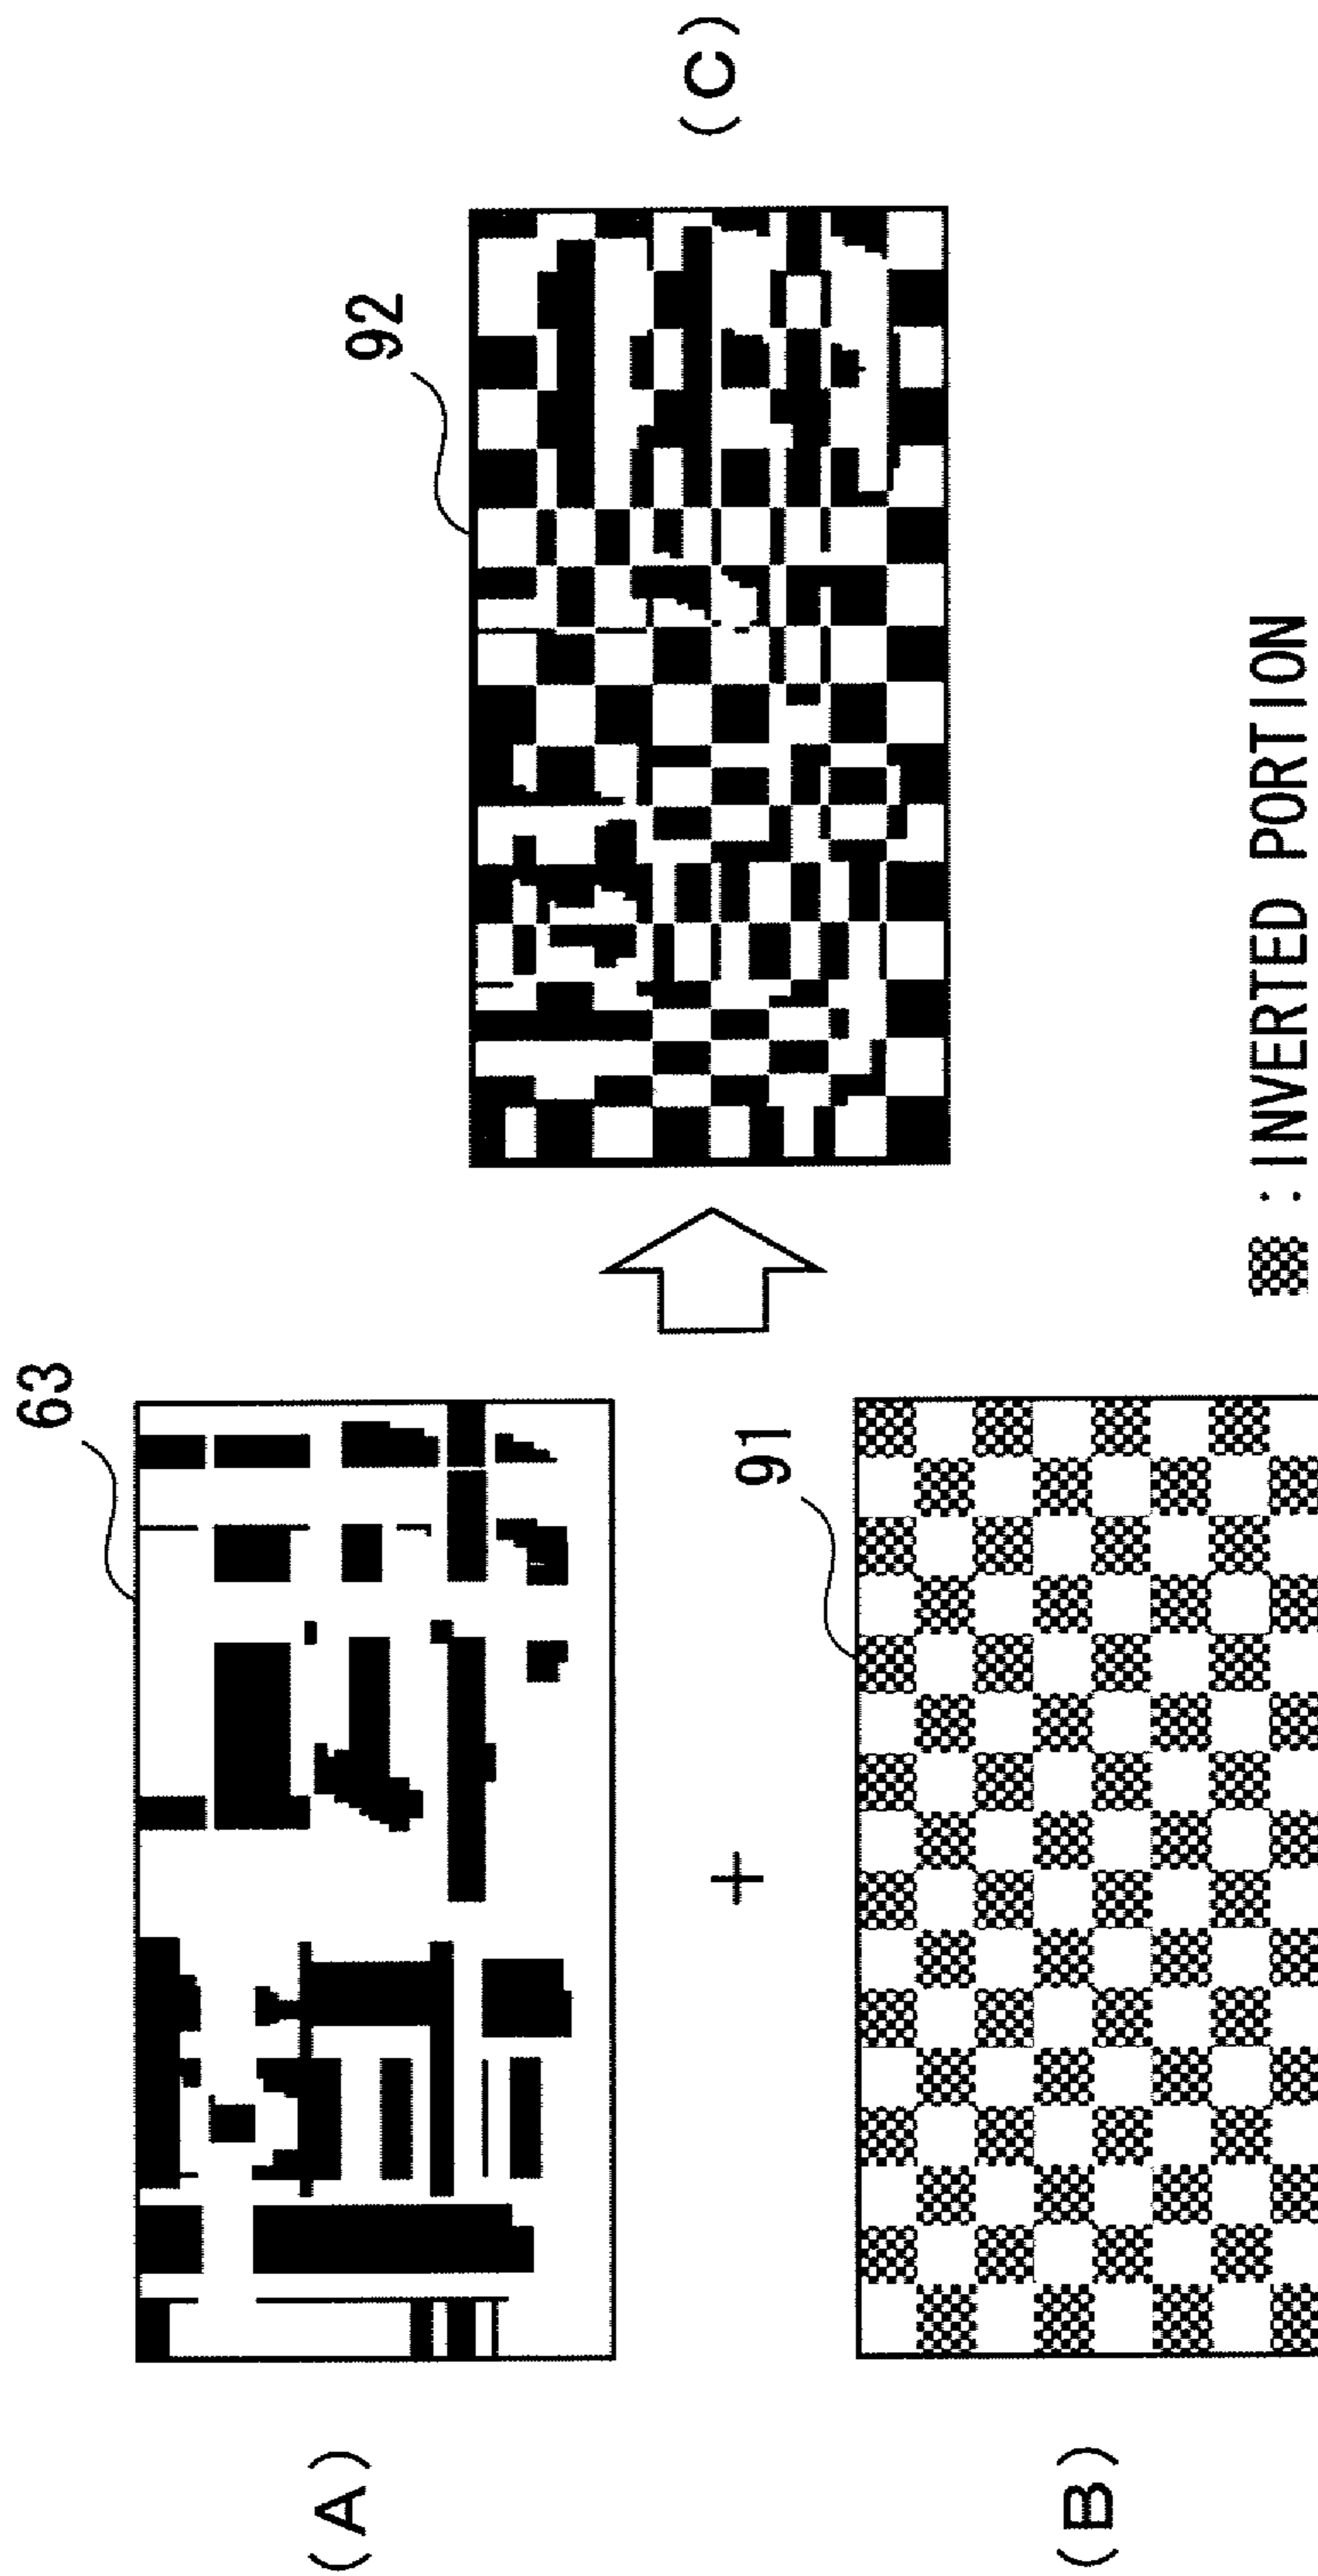 (A)
63
(B)
91
92
(C)
: INVERTED PORTION